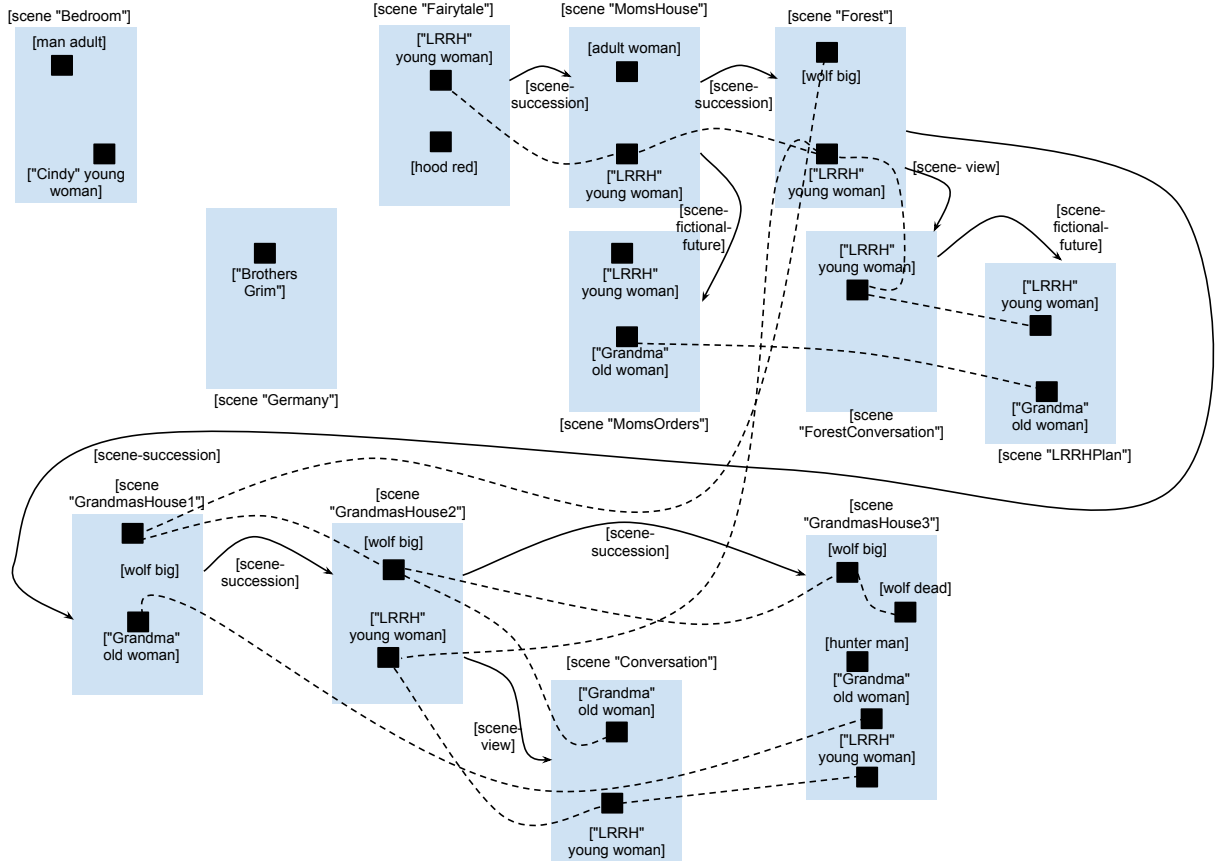 [scene "Bedroom"]
[man adult]
["Cindy" young
woman]
[scene "Fairytale"]
["LRRH"
young woman]
[hood red]
[scene-
succession]
[scene "MomsHouse"]
[adult woman]
["LRRH"
young woman]
[scene-
succession]
[scene "Forest"]
[wolf big]
["LRRH"
young woman]
[scene- view]
[scene-
fictional-
future]
[scene-
fictional-
future]
["Brothers
Grim"]
[scene "Germany"]
["LRRH"
young woman]
["Grandma"
old woman]
[scene "MomsOrders"]
["LRRH"
young woman]
[scene
"ForestConversation"]
["LRRH"
young woman]
["Grandma"
old woman]
[scene "LRRHPlan"]
[scene-succession]
[scene
"GrandmasHouse1"]
[wolf big]
["Grandma"
old woman]
[scene-
succession]
[scene
"GrandmasHouse2"]
[wolf big]
["LRRH"
young woman]
[scene-
succession]
[scene-
view]
[scene "Conversation"]
["Grandma"
old woman]
["LRRH"
young woman]
[scene
"GrandmasHouse3"]
[wolf big]
[wolf dead]
[hunter man]
["Grandma"
old woman]
["LRRH"
young woman]